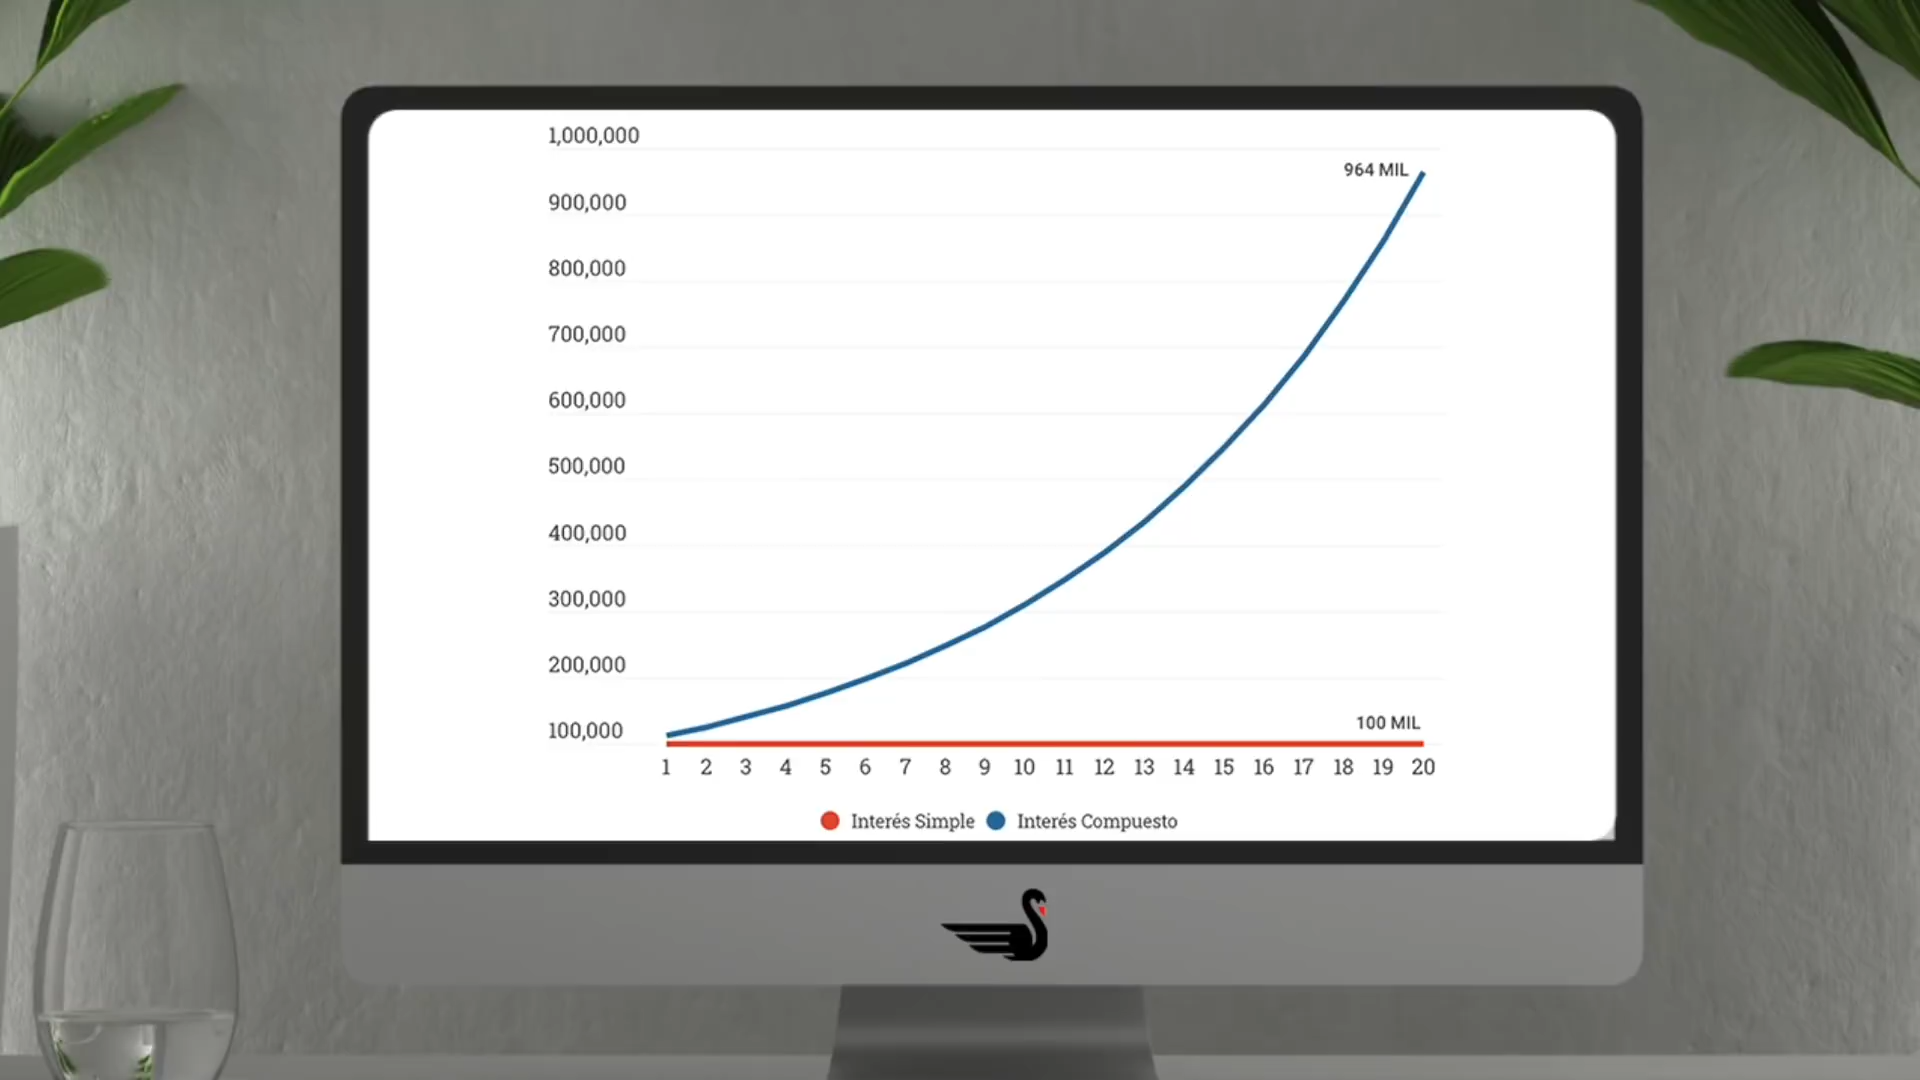 1,000,000
964 MIL
900,000
800,000
700,000
600,000
500,000
400,000
300,000
200,000
100,000
100 MIL
1 2 3 4 5 6 7 8 9 10 11 12 13 14 15 16 17 18 19 20
Interés Simple Interés Compuesto